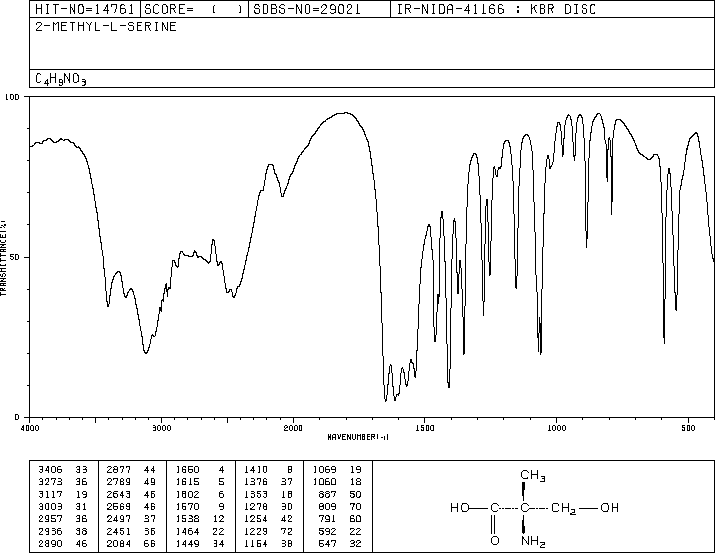 HIT-NO=14761 SCORE= ( ) SDBS-NO=29021 IR-NIDA-41166 : KBR DISC
2-METHYL-L-SERINE
C4H9NO3
100
TRANSMITTANCE(%)
50
0
4000 3000 2000 1500 1000 500
WAVENUMBER(-1)
3406 33 2877 44 1650 4 1410 8 1069 19
3273 36 2789 49 1615 5 1376 37 1060 18
3117 19 2643 46 1602 6 1353 18 887 50
3003 31 2569 46 1570 9 1278 30 809 70
2957 36 2497 37 1538 12 1254 42 791 60
2936 38 2451 36 1464 22 1229 72 592 22
2890 46 2084 66 1449 34 1154 38 547 32
CH3
HO C C CH2 OH
O NH2